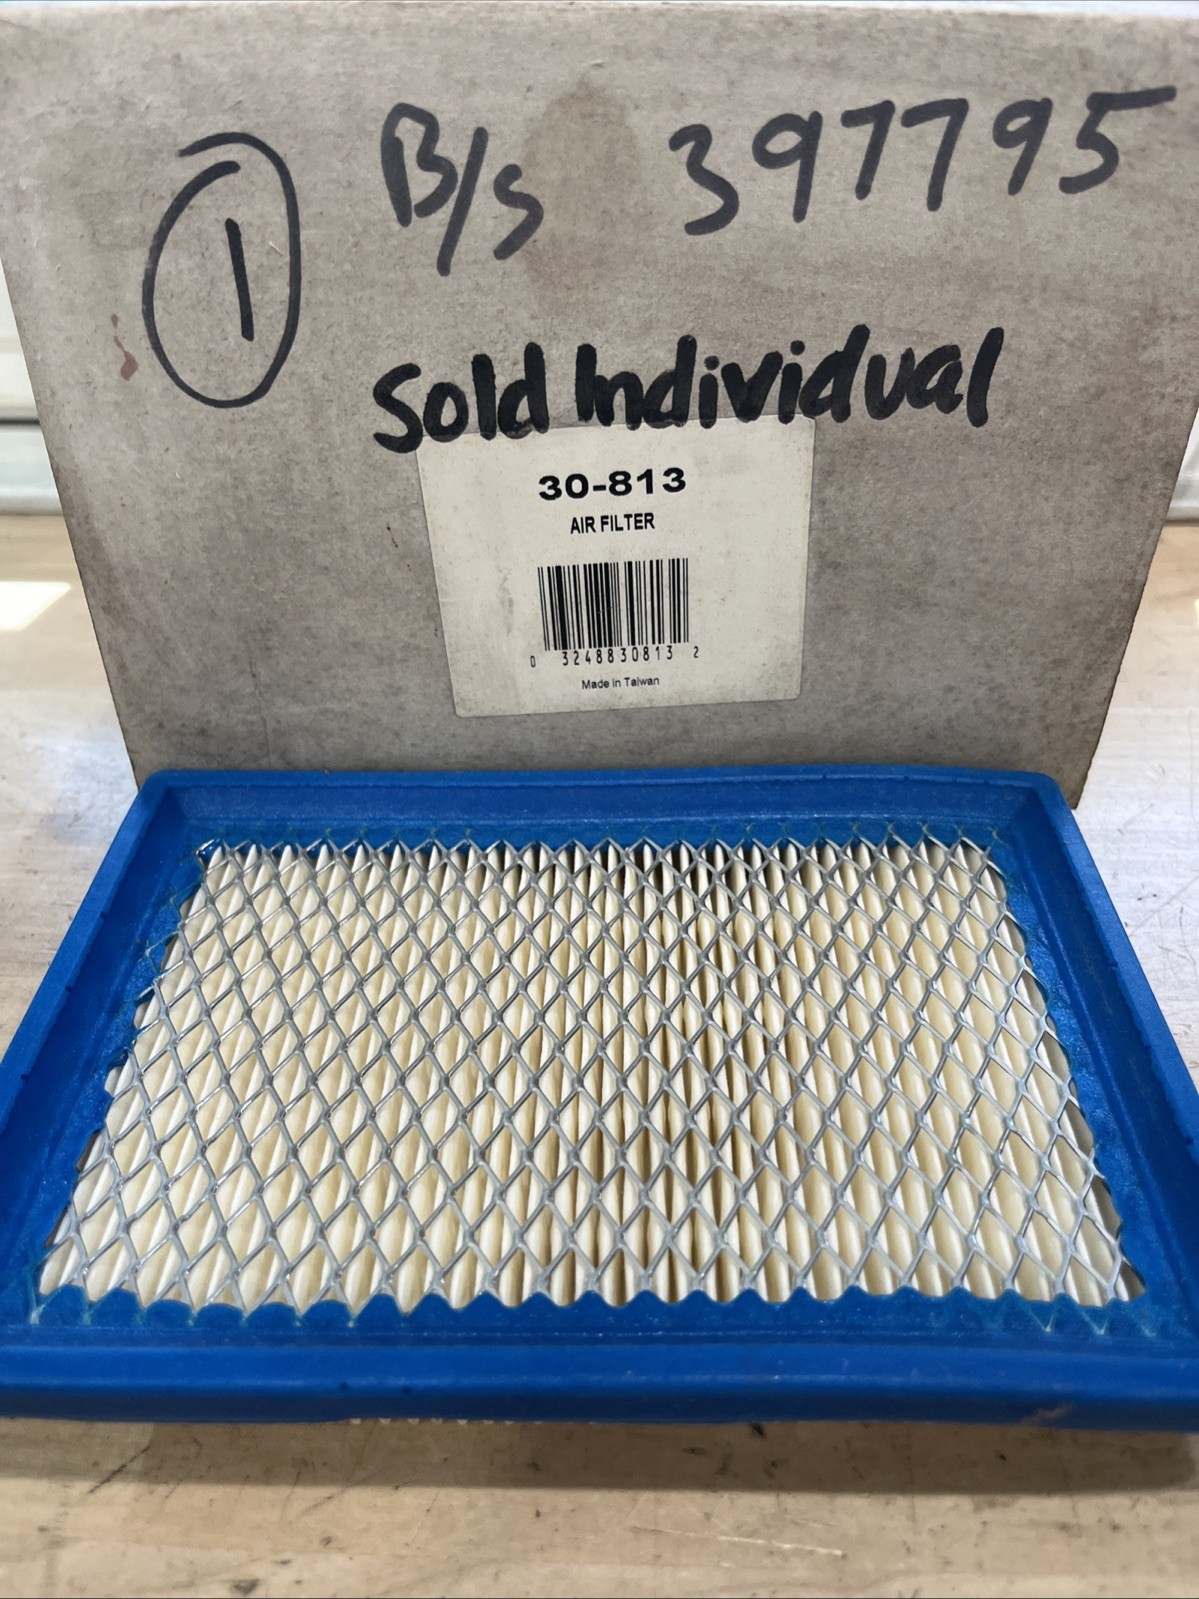 1
B/s 397795
Sold Individual
30-813
AIR FILTER
0 3248830813 2
Made in Taiwan